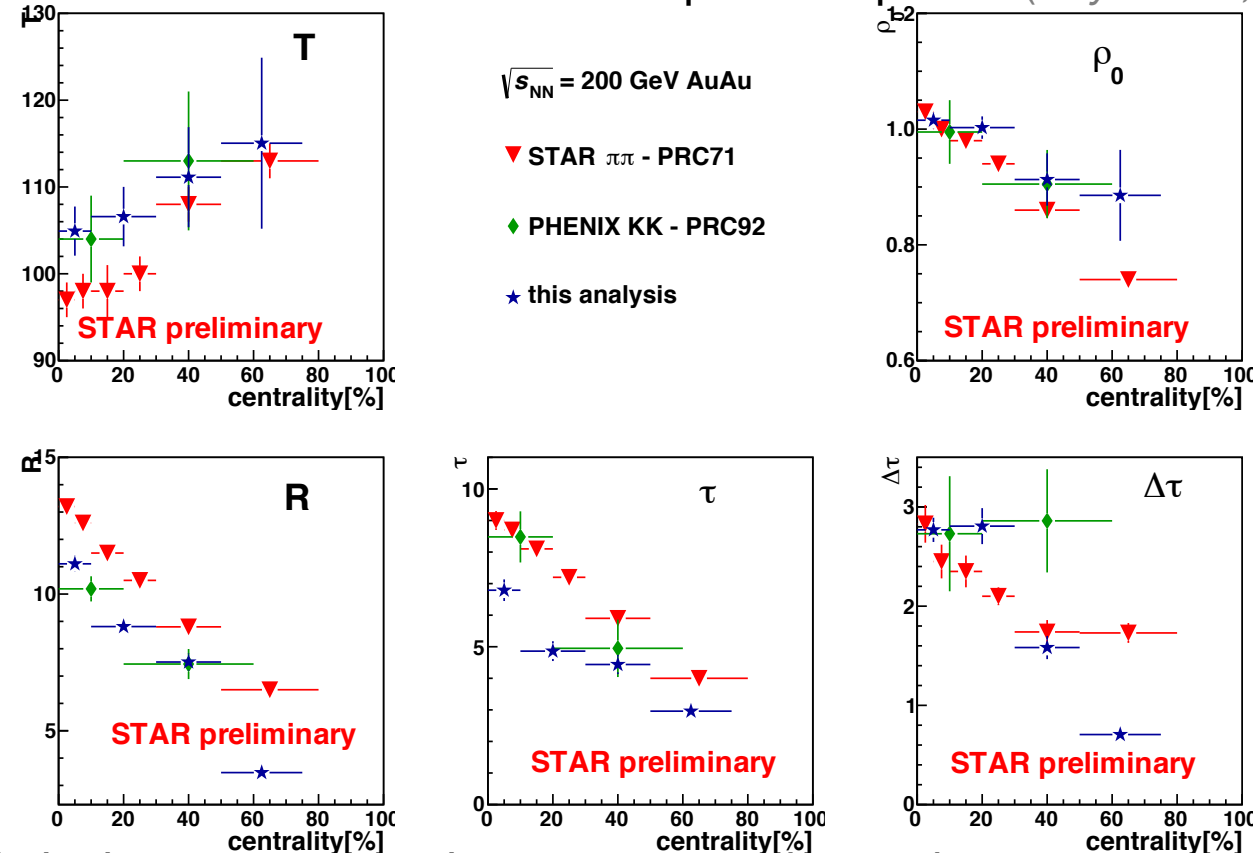 T
130
120
110
100
90
T
STAR preliminary
0 20 40 60 80 100
centrality[%]
√sNN = 200 GeV AuAu
STAR ππ - PRC71
PHENIX KK - PRC92
this analysis
ρ0
1.2
1.0
0.8
0.6
ρ0
STAR preliminary
0 20 40 60 80 100
centrality[%]
R
15
10
5
R
STAR preliminary
0 20 40 60 80 100
centrality[%]
τ
10
5
0
τ
STAR preliminary
0 20 40 60 80 100
centrality[%]
Δτ
3
2
1
0
Δτ
STAR preliminary
0 20 40 60 80 100
centrality[%]